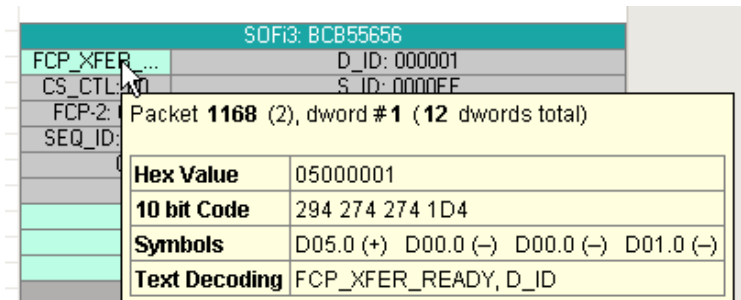 SOFi3: BCB55656
FCP_XFER_... D_ID: 000001
CS_CTL: S_ID: 0000FF
FCP-2:
SEQ_ID:
Packet 1168 (2), dword #1 (12 dwords total)
Hex Value 05000001
10 bit Code 294 274 274 1D4
Symbols D05.0 (+) D00.0 (–) D00.0 (–) D01.0 (–)
Text Decoding FCP_XFER_READY, D_ID